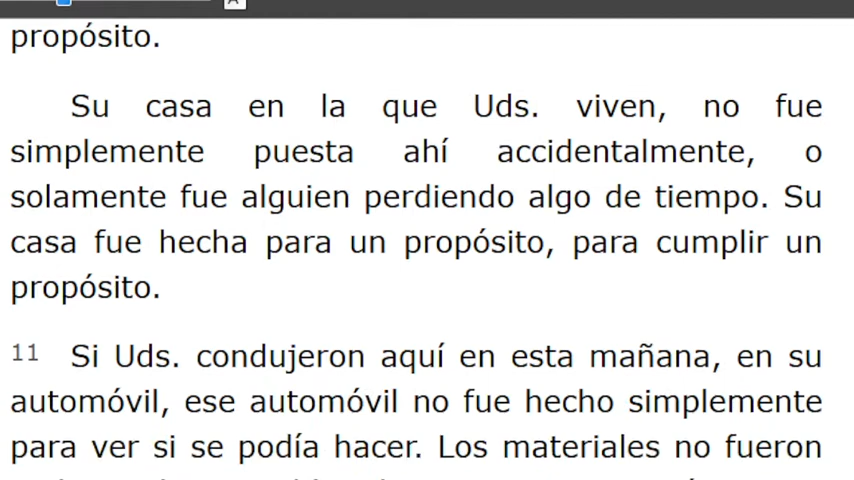 propósito.
Su casa en la que Uds. viven, no fue
simplemente puesta ahí accidentalmente, o
solamente fue alguien perdiendo algo de tiempo. Su
casa fue hecha para un propósito, para cumplir un
propósito.
11 Si Uds. condujeron aquí en esta mañana, en su
automóvil, ese automóvil no fue hecho simplemente
para ver si se podía hacer. Los materiales no fueron